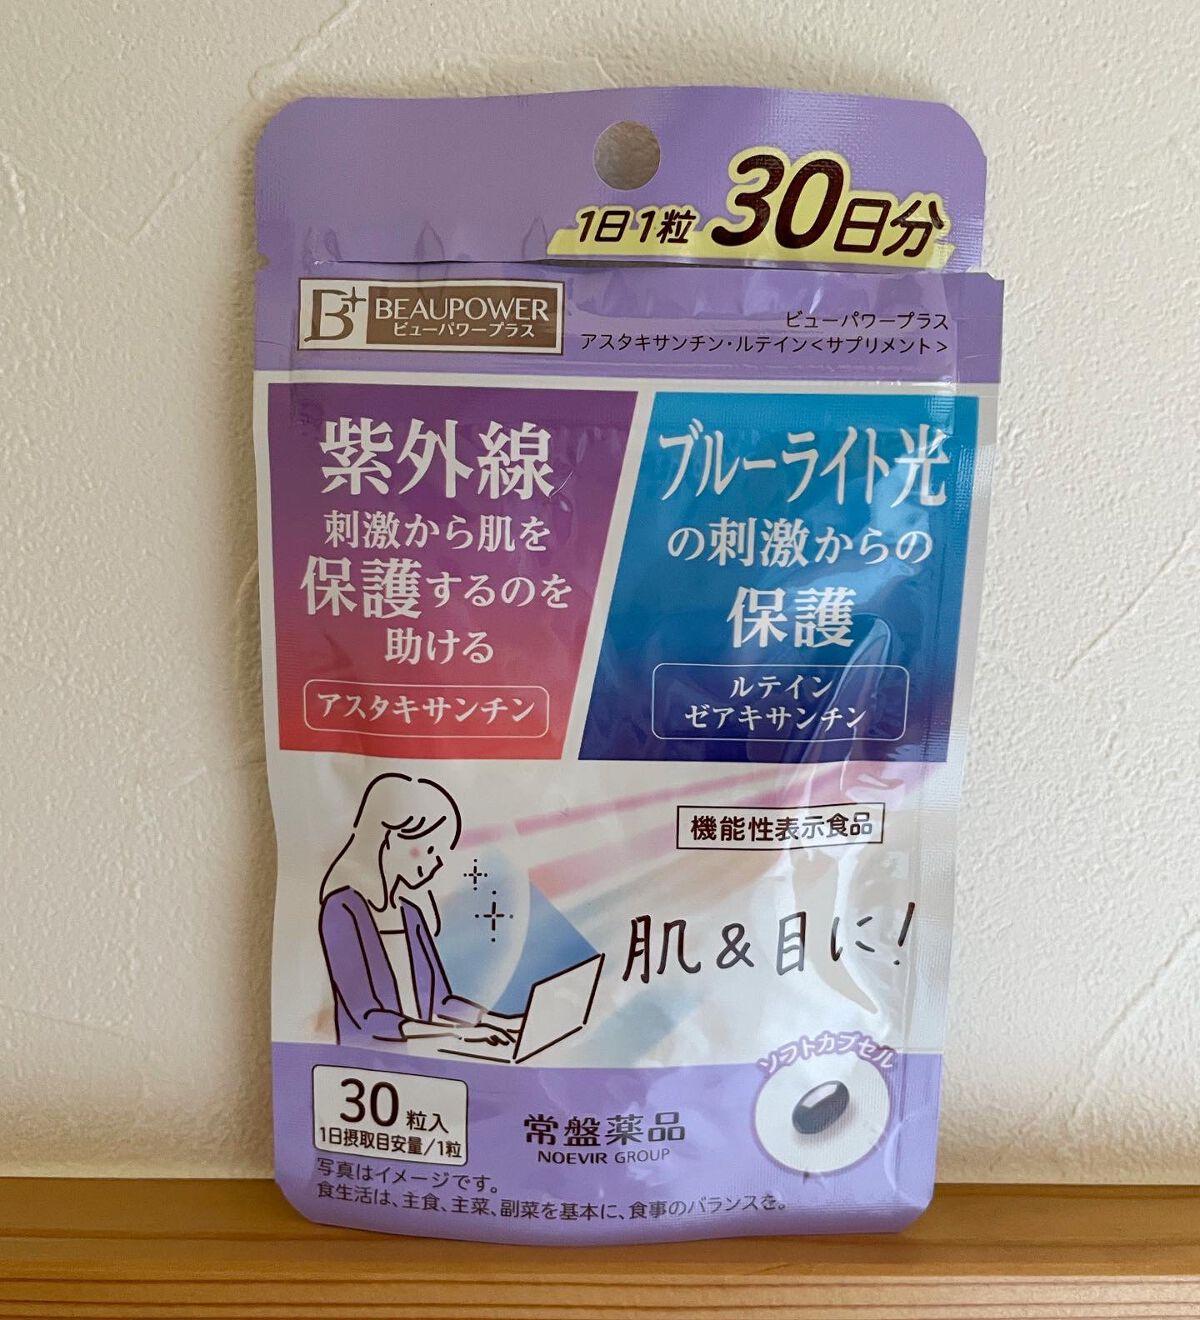 1日1粒 30日分
B+ BEAUPOWER
ビューパワープラス
ビューパワープラス
アスタキサンチン・ルテイン<サプリメント>
紫外線
刺激から肌を
保護するのを
助ける
アスタキサンチン
ブルーライト光
の刺激からの
保護
ルテイン
ゼアキサンチン
機能性表示食品
肌&目に!
ソフトカプセル
30粒入
1日摂取目安量/1粒
常盤薬品
NOEVIR GROUP
写真はイメージです。
食生活は、主食、主菜、副菜を基本に、食事のバランスを。